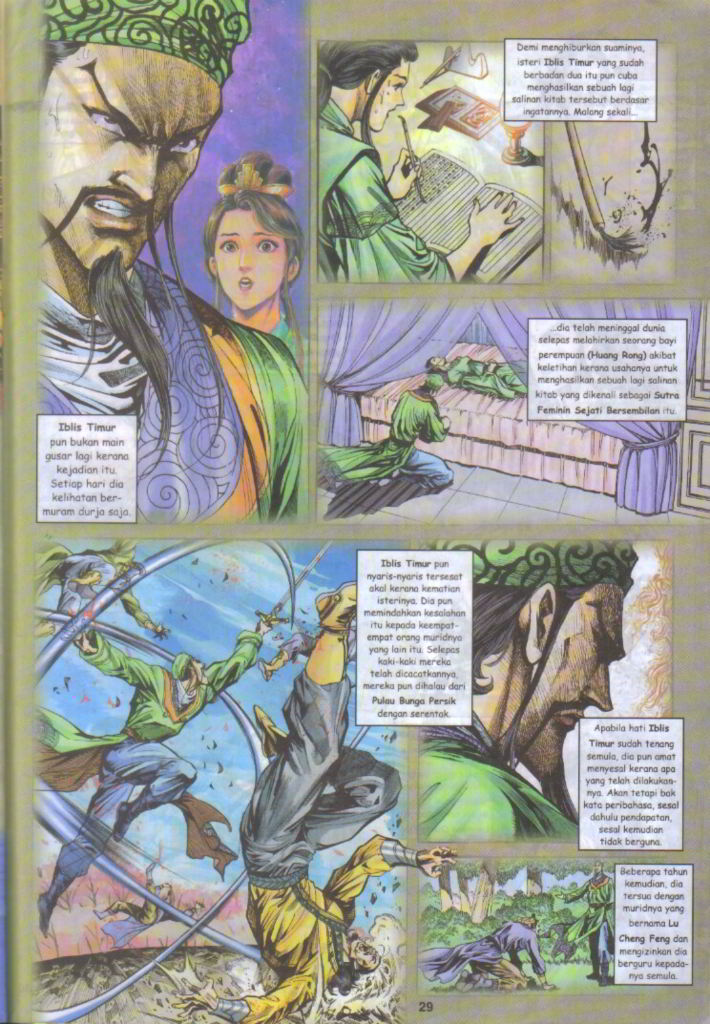 Iblis Timur
pun bukan main
gusar lagi kerana
kejadian itu.
Setiap hari dia
kelihatan ber-
muram durja saja.
Demi menghiburkan suaminya,
isteri Iblis Timur yang sudah
berbadan dua itu pun cuba
menghasilkan sebuah lagi
salinan kitab tersebut berdasar
ingatannya. Malang sekali...
...dia telah meninggal dunia
selepas melahirkan seorang bayi
perempuan (Huang Rong) akibat
keletihan kerana usahanya untuk
menghasilkan sebuah lagi salinan
kitab yang dikenali sebagai Sutra
Feminin Sejati Bersembilan itu.
Iblis Timur pun
nyaris-nyaris tersesat
akal kerana kematian
isterinya. Dia pun
memindahkan kesalahan
itu kepada keempat-
empat orang muridnya
yang lain itu. Selepas
kaki-kaki mereka
telah dicacatkannya,
mereka pun dihalau dari
Pulau Bunga Persik
dengan serentak.
Apabila hati Iblis
Timur sudah tenang
semula, dia pun amat
menyesal kerana apa
yang telah dilakukan-
nya. Akan tetapi bak
kata peribahasa, sesal
dahulu pendapatan,
sesal kemudian
tidak berguna.
Beberapa tahun
kemudian, dia
tersua dengan
muridnya yang
bernama Lu
Cheng Feng dan
mengizinkan dia
berguru kepada-
nya semula.
29